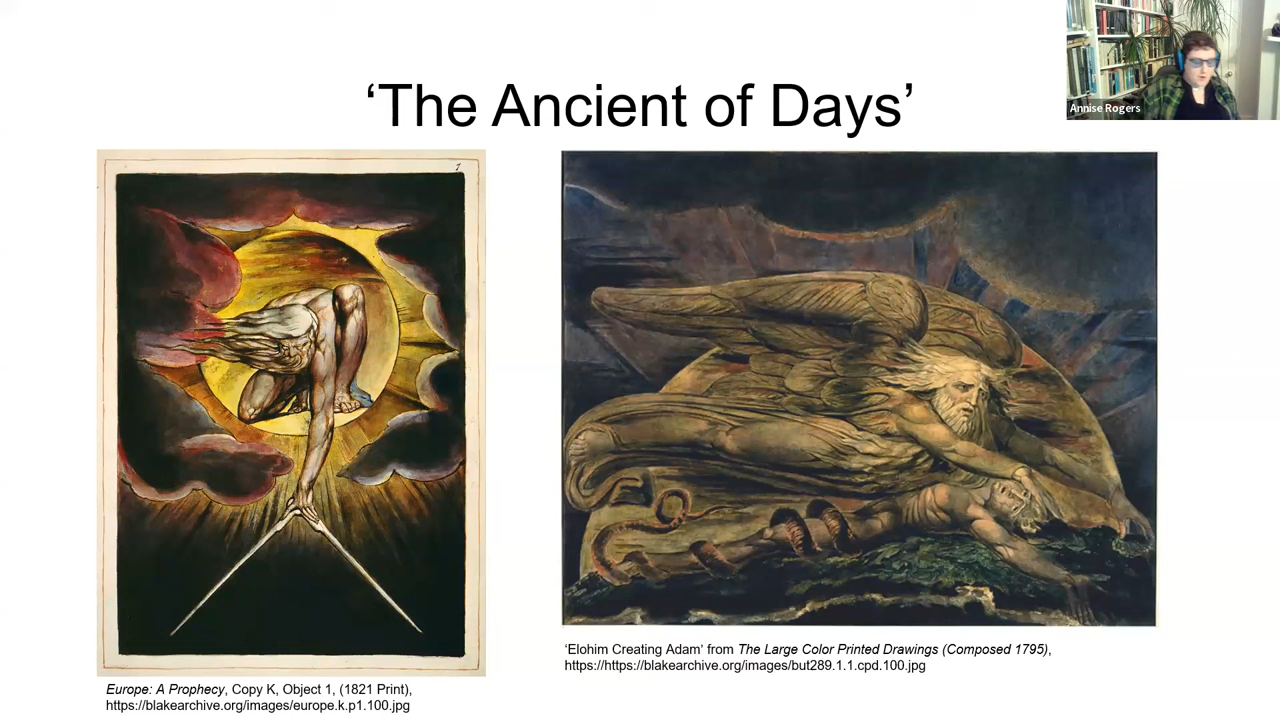 ‘The Ancient of Days’
Annise Rogers
7
Europe: A Prophecy, Copy K, Object 1, (1821 Print),
https://blakearchive.org/images/europe.k.p1.100.jpg
‘Elohim Creating Adam’ from The Large Color Printed Drawings (Composed 1795),
https://https://blakearchive.org/images/but289.1.1.cpd.100.jpg